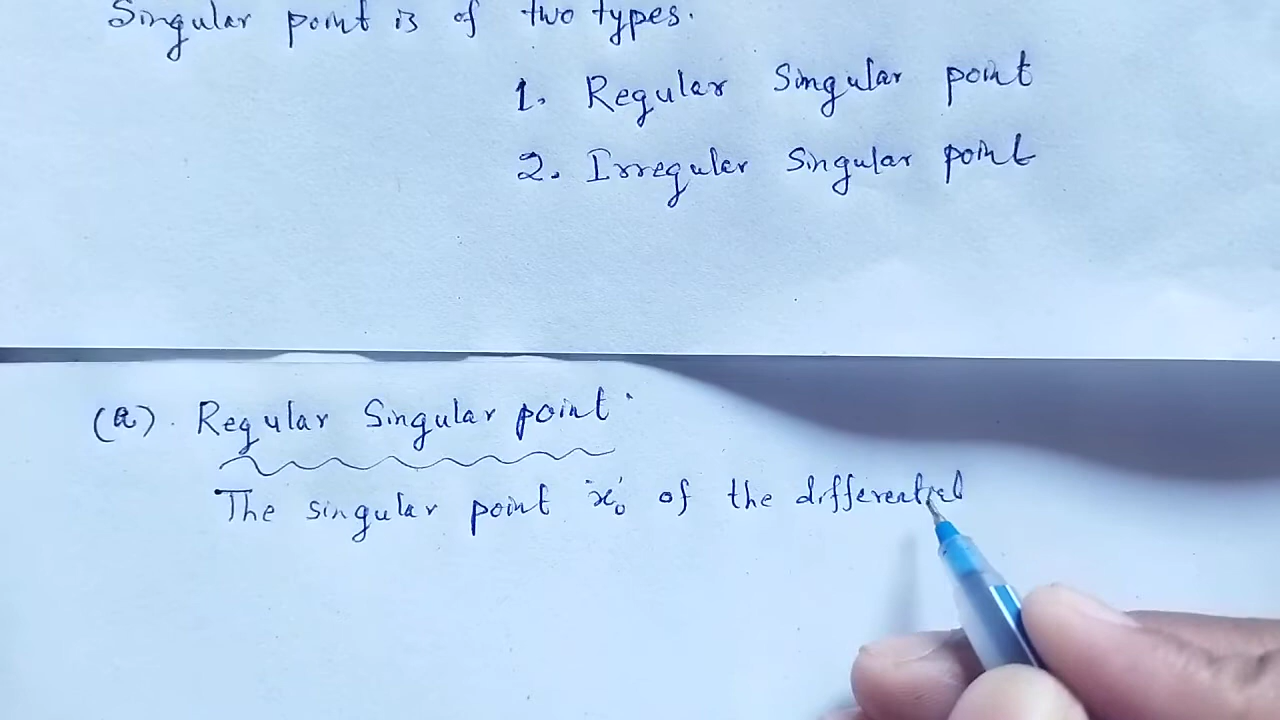 Singular point is of two types.
1. Regular Singular point
2. Irregular Singular point
(a). Regular Singular point.
The singular point 'x₀' of the differential